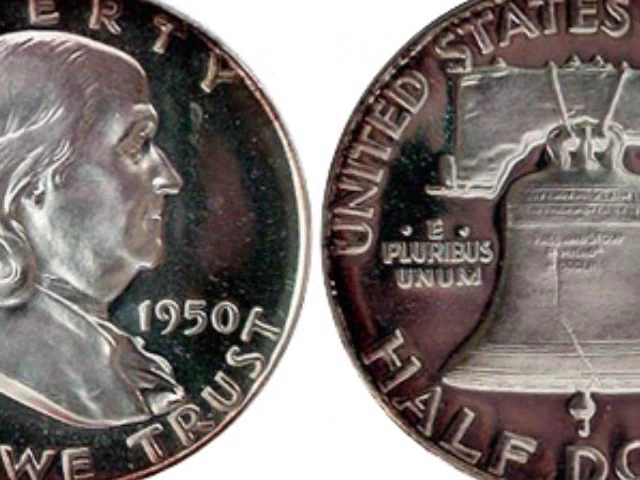 ERTY
1950
WE TRUST
UNITED STATES
· E ·
PLURIBUS
UNUM
HALF DO